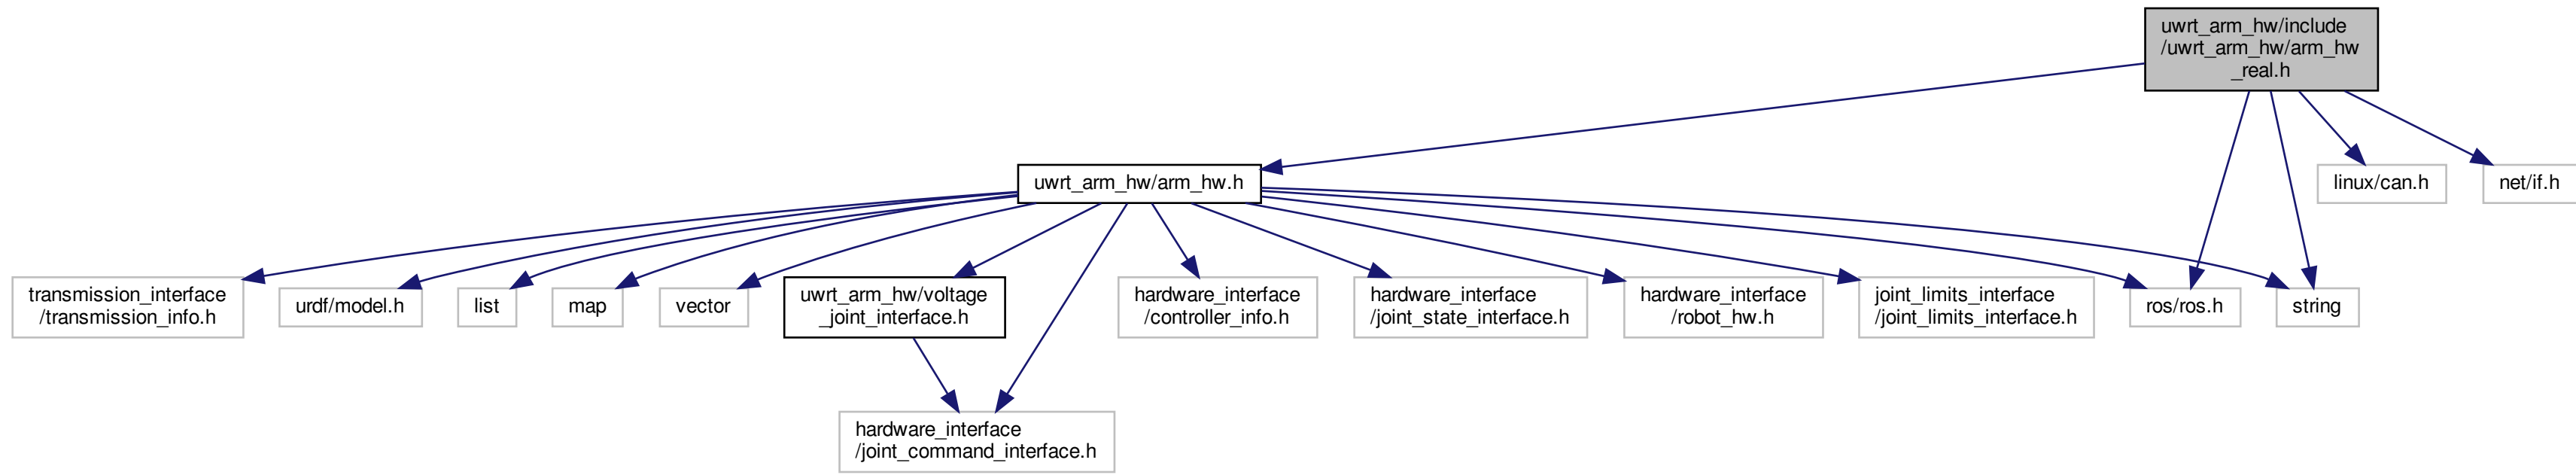 uwrt_arm_hw/include
/uwrt_arm_hw/arm_hw
_real.h
uwrt_arm_hw/arm_hw.h
linux/can.h
net/if.h
transmission_interface
/transmission_info.h
urdf/model.h
list
map
vector
uwrt_arm_hw/voltage
_joint_interface.h
hardware_interface
/controller_info.h
hardware_interface
/joint_state_interface.h
hardware_interface
/robot_hw.h
joint_limits_interface
/joint_limits_interface.h
ros/ros.h
string
hardware_interface
/joint_command_interface.h